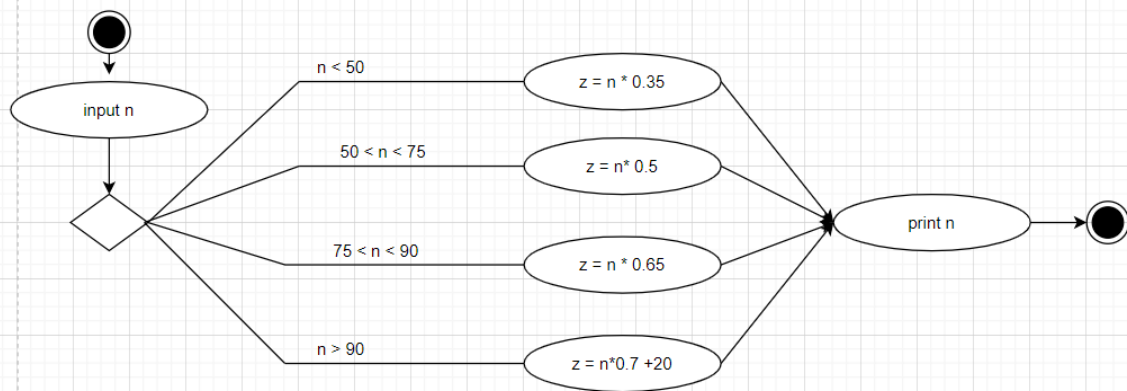 n < 50
z = n * 0.35
input n
50 < n < 75
z = n* 0.5
print n
75 < n < 90
z = n * 0.65
n > 90
z = n*0.7 +20